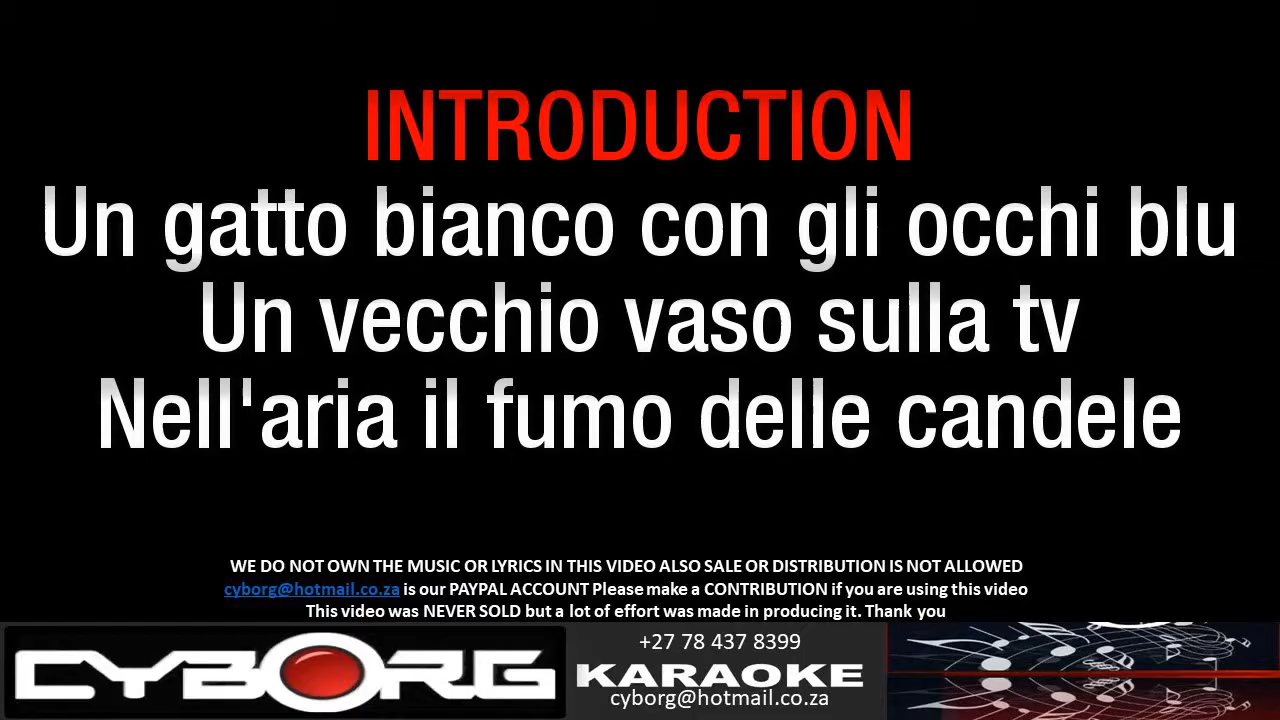 INTRODUCTION
Un gatto bianco con gli occhi blu
Un vecchio vaso sulla tv
Nell'aria il fumo delle candele
WE DO NOT OWN THE MUSIC OR LYRICS IN THIS VIDEO ALSO SALE OR DISTRIBUTION IS NOT ALLOWED
cyborg@hotmail.co.za is our PAYPAL ACCOUNT Please make a CONTRIBUTION if you are using this video
This video was NEVER SOLD but a lot of effort was made in producing it. Thank you
CYBORG
+27 78 437 8399
KARAOKE
cyborg@hotmail.co.za